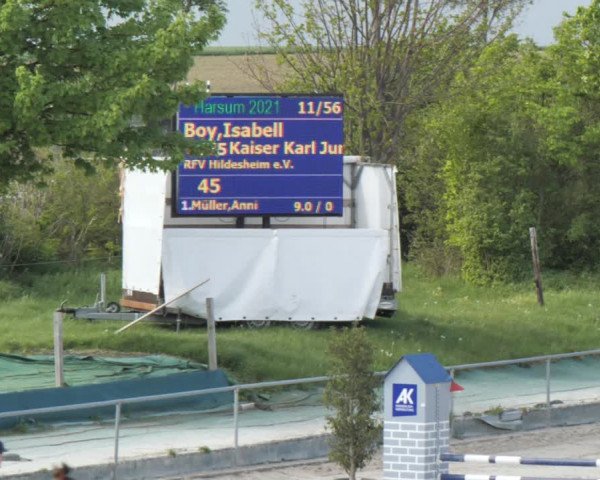 Harsum 2021 11/56
Boy,Isabell
5 Kaiser Karl Jun
RFV Hildesheim e.V.
45
1.Müller,Anni 9.0 / 0
AK